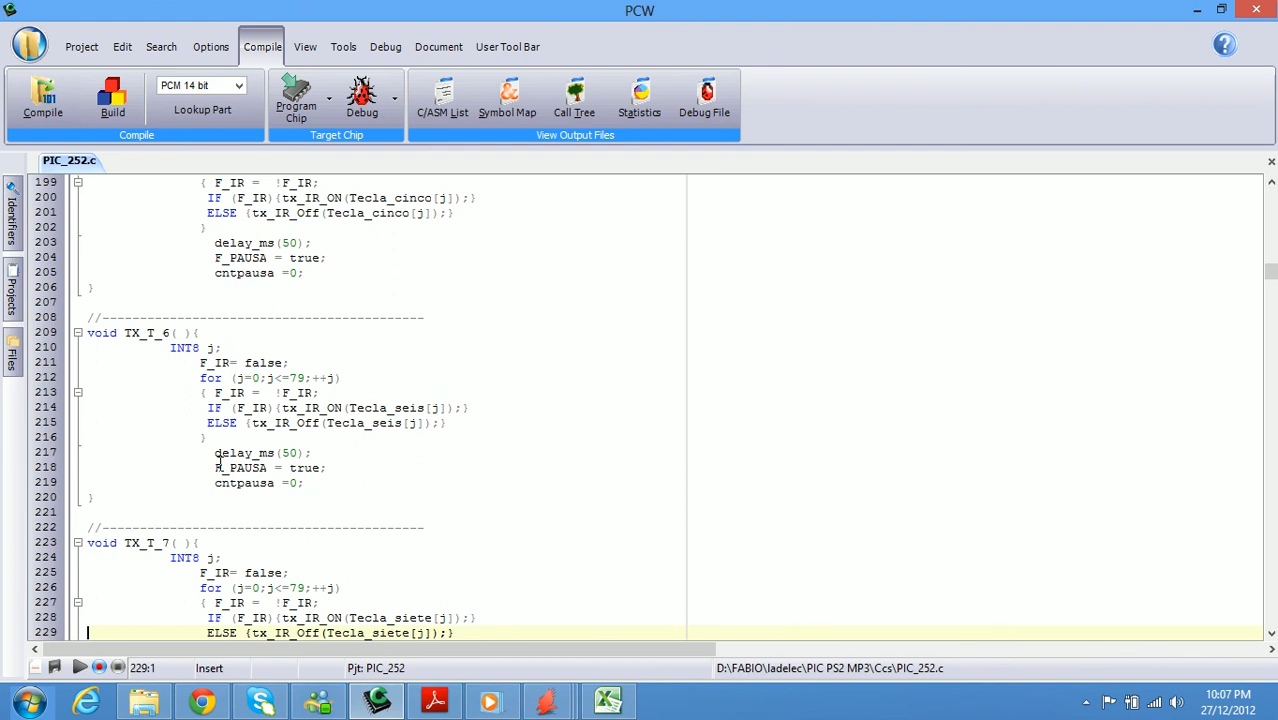 PCW
Project Edit Search Options Compile View Tools Debug Document User Tool Bar
Compile Build PCM 14 bit Lookup Part Program Chip Debug C/ASM List Symbol Map Call Tree Statistics Debug File
Compile Target Chip View Output Files
PIC_252.c
Identifiers
Projects
Files
199 { F_IR = !F_IR;
200 IF (F_IR){tx_IR_ON(Tecla_cinco[j]);}
201 ELSE {tx_IR_Off(Tecla_cinco[j]);}
202 }
203 delay_ms(50);
204 F_PAUSA = true;
205 cntpausa =0;
206 }
207
208 //-------------------------------------------
209 void TX_T_6( ){
210 INT8 j;
211 F_IR= false;
212 for (j=0;j<=79;++j)
213 { F_IR = !F_IR;
214 IF (F_IR){tx_IR_ON(Tecla_seis[j]);}
215 ELSE {tx_IR_Off(Tecla_seis[j]);}
216 }
217 delay_ms(50);
218 F_PAUSA = true;
219 cntpausa =0;
220 }
221
222 //-------------------------------------------
223 void TX_T_7( ){
224 INT8 j;
225 F_IR= false;
226 for (j=0;j<=79;++j)
227 { F_IR = !F_IR;
228 IF (F_IR){tx_IR_ON(Tecla_siete[j]);}
229 ELSE {tx_IR_Off(Tecla_siete[j]);}
229:1 Insert Pjt: PIC_252 D:\FABIO\ladelec\PIC PS2 MP3\Ccs\PIC_252.c
10:07 PM
27/12/2012